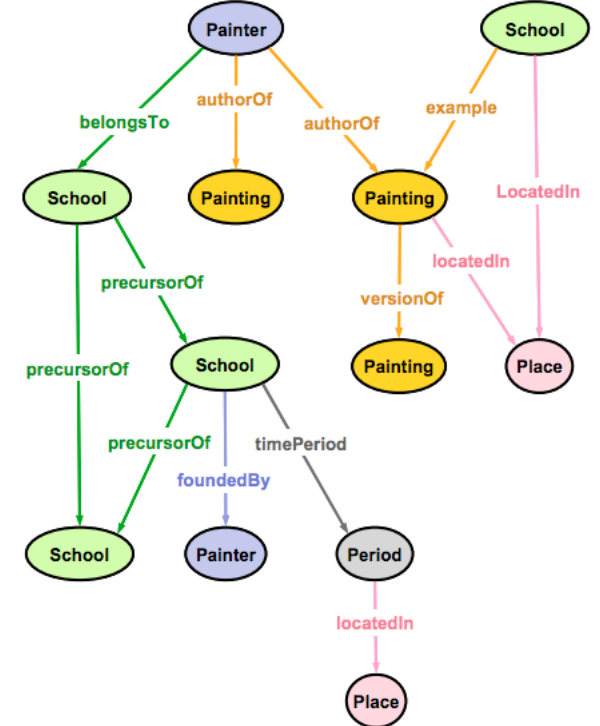 Painter
School
authorOf
example
belongsTo
authorOf
School
Painting
Painting
LocatedIn
locatedIn
precursorOf
versionOf
School
Painting
Place
precursorOf
precursorOf
timePeriod
foundedBy
School
Painter
Period
locatedIn
Place